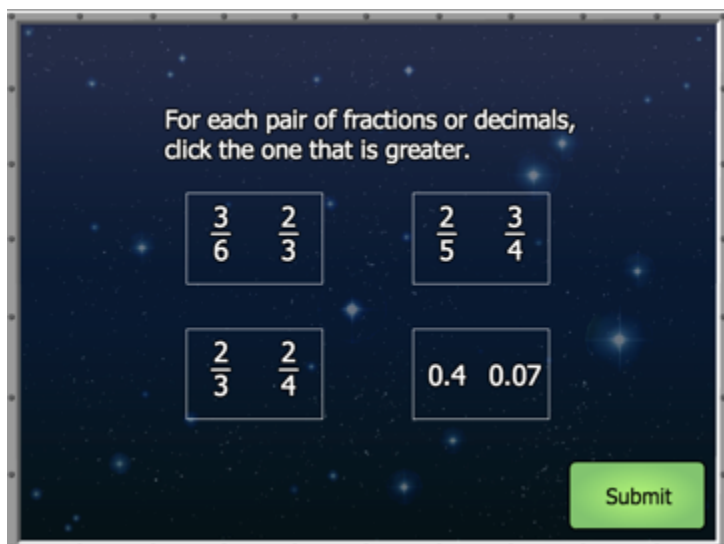 For each pair of fractions or decimals,
click the one that is greater.
3/6 2/3
2/5 3/4
2/3 2/4
0.4 0.07
Submit